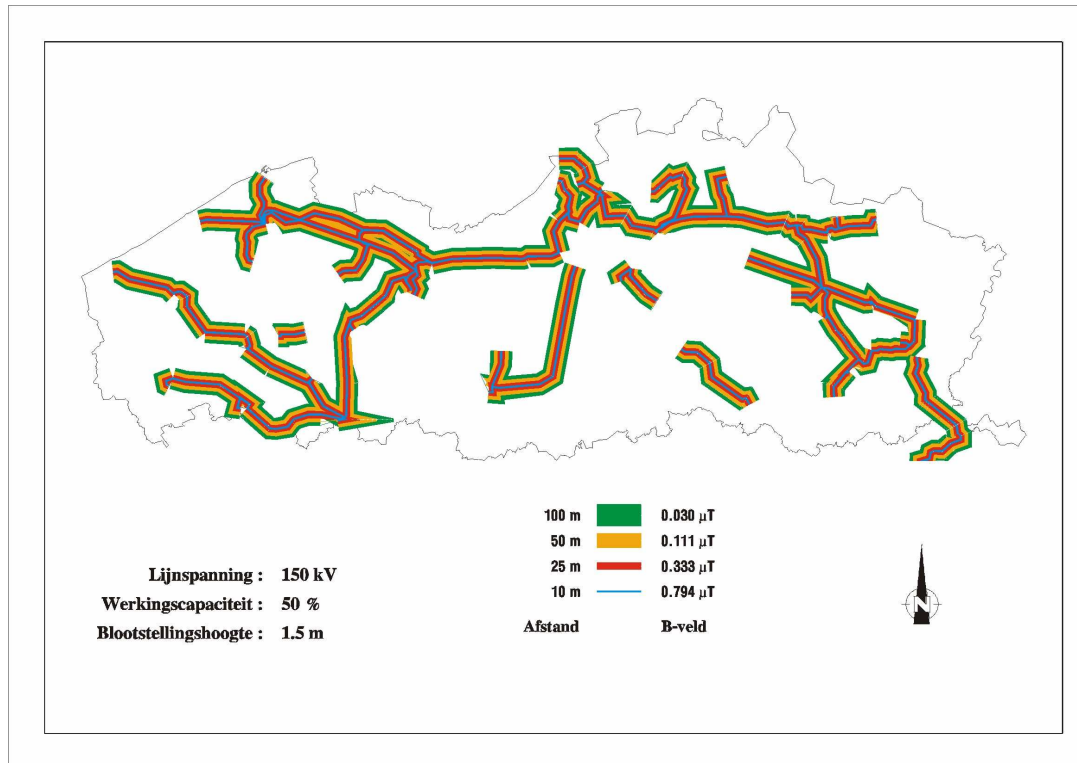 100 m 0.030 µT
50 m 0.111 µT
25 m 0.333 µT
10 m 0.794 µT
Afstand B-veld
Lijnspanning : 150 kV
Werkingscapaciteit : 50 %
Blootstellingshoogte : 1.5 m
N